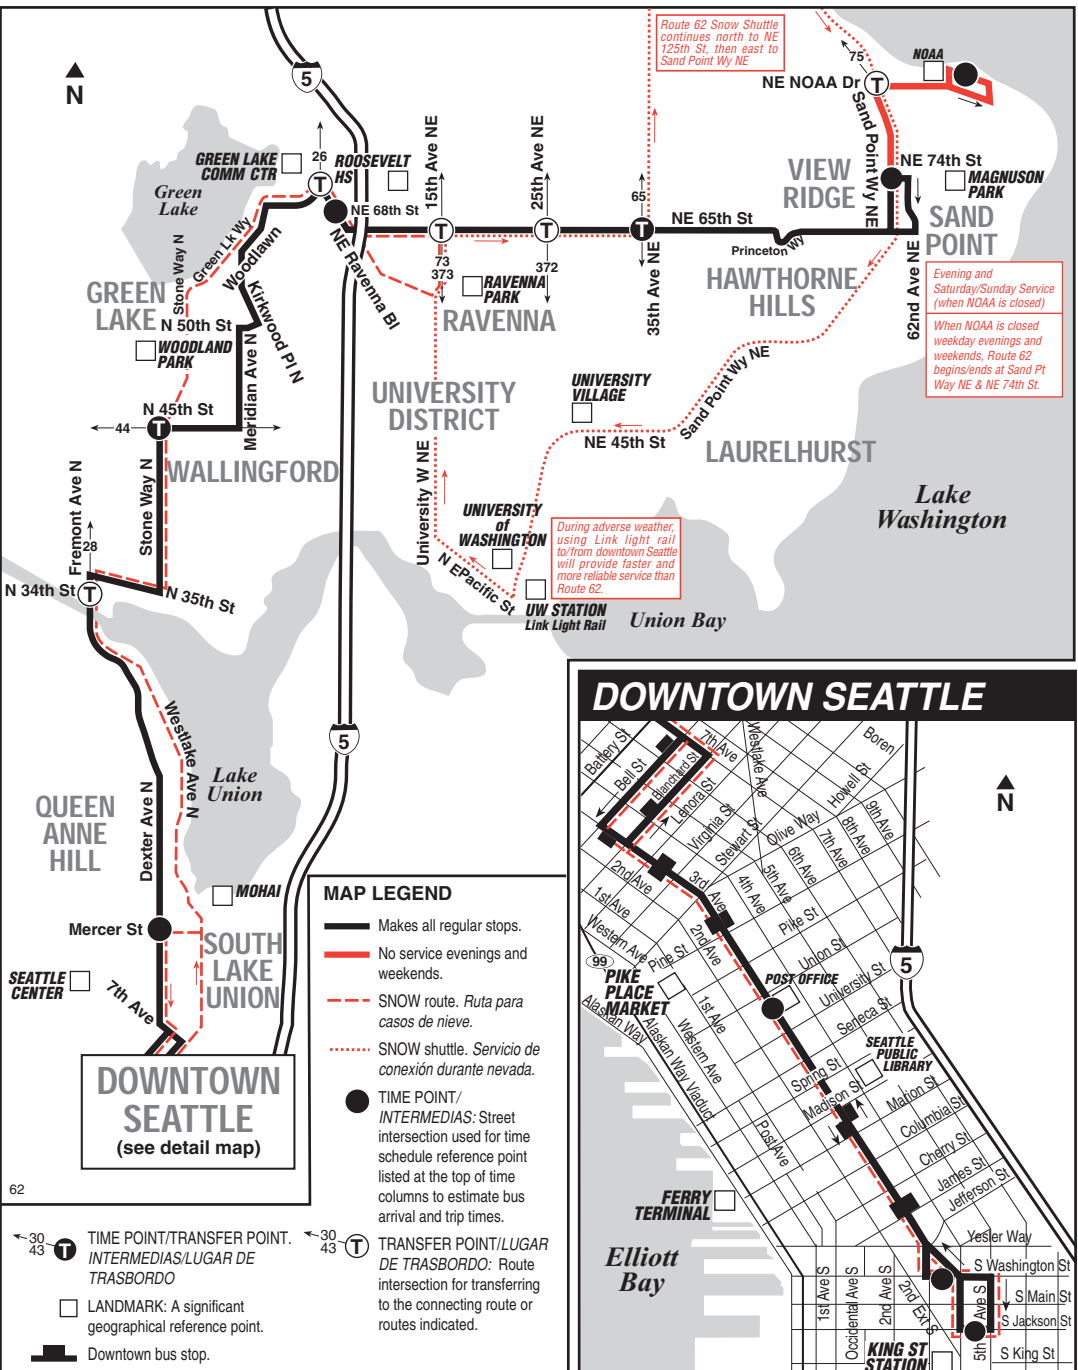 Route 62 Snow Shuttle
continues north to NE
125th St, then east to
Sand Point Wy NE
75
NOAA
NE NOAA Dr
T
5
N
Sand Point Wy NE
GREEN LAKE
COMM CTR
26
ROOSEVELT
HS
T
15th Ave NE
25th Ave NE
VIEW
RIDGE
NE 74th St
MAGNUSON
PARK
Green
Lake
65
NE 68th St
NE 65th St
T
T
T
SAND
POINT
Stone Way N
Green Lk Wy
Woodlawn
NE Ravenna Bl
73
373
372
Princeton Wy
35th Ave NE
62nd Ave NE
GREEN
LAKE
Kirkwood Pl N
RAVENNA
PARK
RAVENNA
HAWTHORNE
HILLS
Evening and
Saturday/Sunday Service
(when NOAA is closed)
When NOAA is closed
weekday evenings and
weekends, Route 62
begins/ends at Sand Pt
Way NE & NE 74th St.
N 50th St
WOODLAND
PARK
Meridian Ave N
Sand Point Wy NE
UNIVERSITY
DISTRICT
UNIVERSITY
VILLAGE
N 45th St
44
T
NE 45th St
LAURELHURST
WALLINGFORD
Stone Way N
University W NE
Fremont Ave N
28
Lake
Washington
UNIVERSITY
of
WASHINGTON
During adverse weather,
using Link light rail
to/from downtown Seattle
will provide faster and
more reliable service than
Route 62.
N 34th St
T
N 35th St
N EPacific St
UW STATION
Link Light Rail
Union Bay
Westlake Ave N
5
Lake
Union
QUEEN
ANNE
HILL
Dexter Ave N
MOHAI
Mercer St
SOUTH
LAKE
UNION
SEATTLE
CENTER
7th Ave
DOWNTOWN
SEATTLE
(see detail map)
62
MAP LEGEND
Makes all regular stops.
No service evenings and
weekends.
SNOW route. Ruta para
casos de nieve.
SNOW shuttle. Servicio de
conexión durante nevada.
TIME POINT/
INTERMEDIAS: Street
intersection used for time
schedule reference point
listed at the top of time
columns to estimate bus
arrival and trip times.
30
43
T
TRANSFER POINT/LUGAR
DE TRASBORDO: Route
intersection for transferring
to the connecting route or
routes indicated.
30
43
T
TIME POINT/TRANSFER POINT.
INTERMEDIAS/LUGAR DE
TRASBORDO
LANDMARK: A significant
geographical reference point.
Downtown bus stop.
DOWNTOWN SEATTLE
N
Battery St
Bell St
Blanchard St
Lenora St
Virginia St
Stewart St
7th Ave
Westlake Ave
Boren
Howell St
Olive Way
9th Ave
8th Ave
7th Ave
6th Ave
5th Ave
4th Ave
3rd Ave
2nd Ave
1st Ave
Western Ave
2nd Ave
Pine St
Pike St
Union St
University St
Seneca St
99
PIKE
PLACE
MARKET
POST OFFICE
5
Alaskan Way
Alaskan Way Viaduct
Western Ave
1st Ave
Post Ave
SEATTLE
PUBLIC
LIBRARY
Spring St
Madison St
Marion St
Columbia St
Cherry St
James St
Jefferson St
FERRY
TERMINAL
Elliott
Bay
Yesler Way
S Washington St
S Main St
S Jackson St
S King St
1st Ave S
Occidental Ave S
2nd Ave S
2nd Ext S
5th Ave S
KING ST
STATION